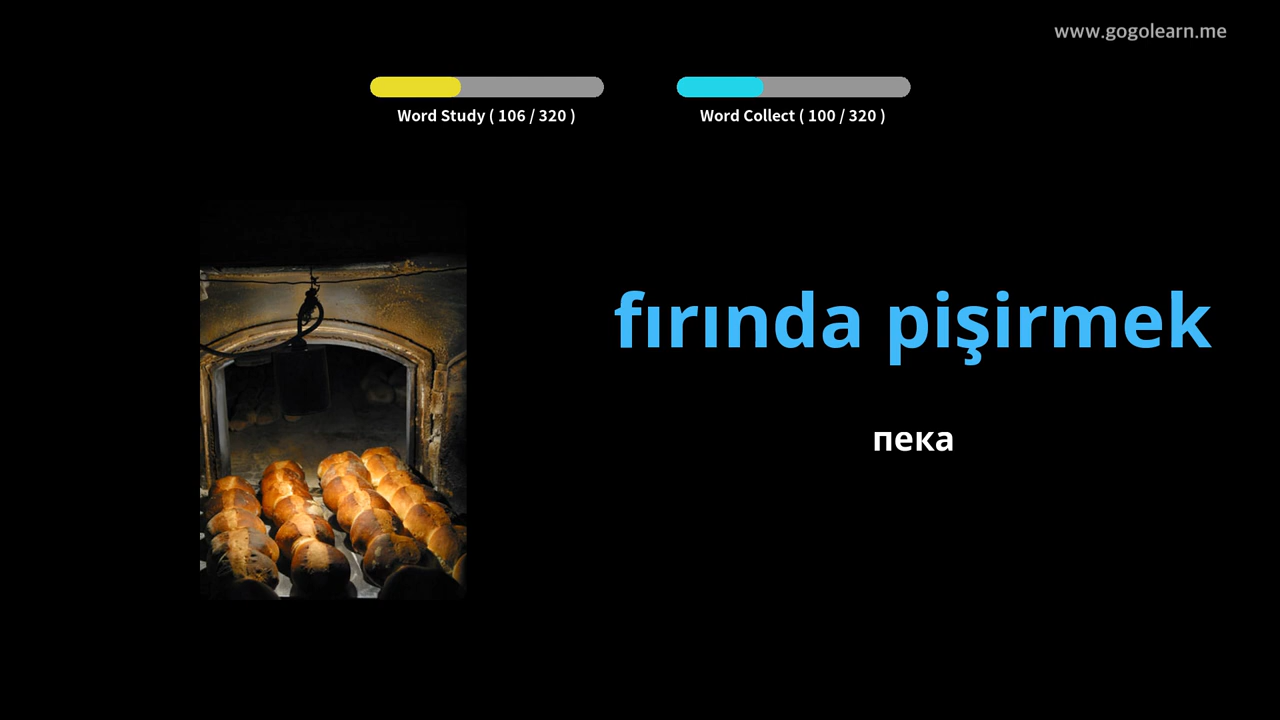 www.gogolearn.me
Word Study ( 106 / 320 )
Word Collect ( 100 / 320 )
fırında pişirmek
пека